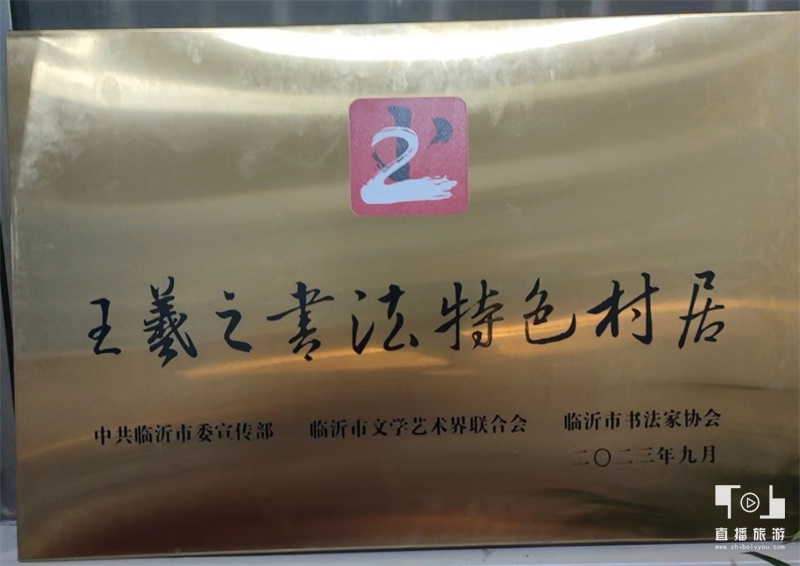 王羲之書法特色村居
中共临沂市委宣传部 临沂市文学艺术界联合会 临沂市书法家协会
二〇二三年九月
直播旅游
www.zhibolvyou.com